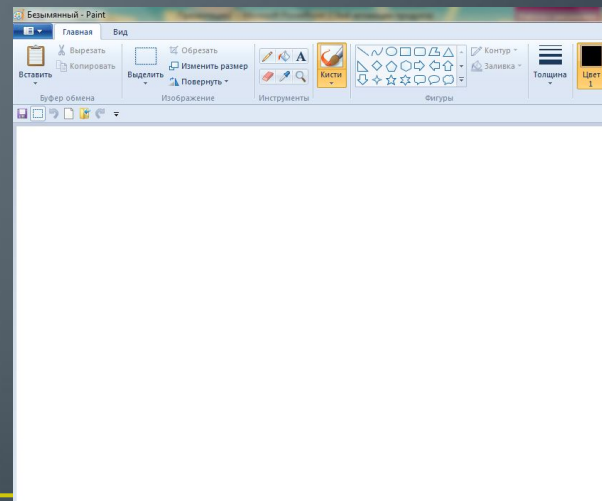 Безымянный - Paint
Главная Вид
Вставить
Вырезать
Копировать
Буфер обмена
Выделить
Обрезать
Изменить размер
Повернуть
Изображение
A
Инструменты
Кисти
Контур
Заливка
Фигуры
Толщина
Цвет
1